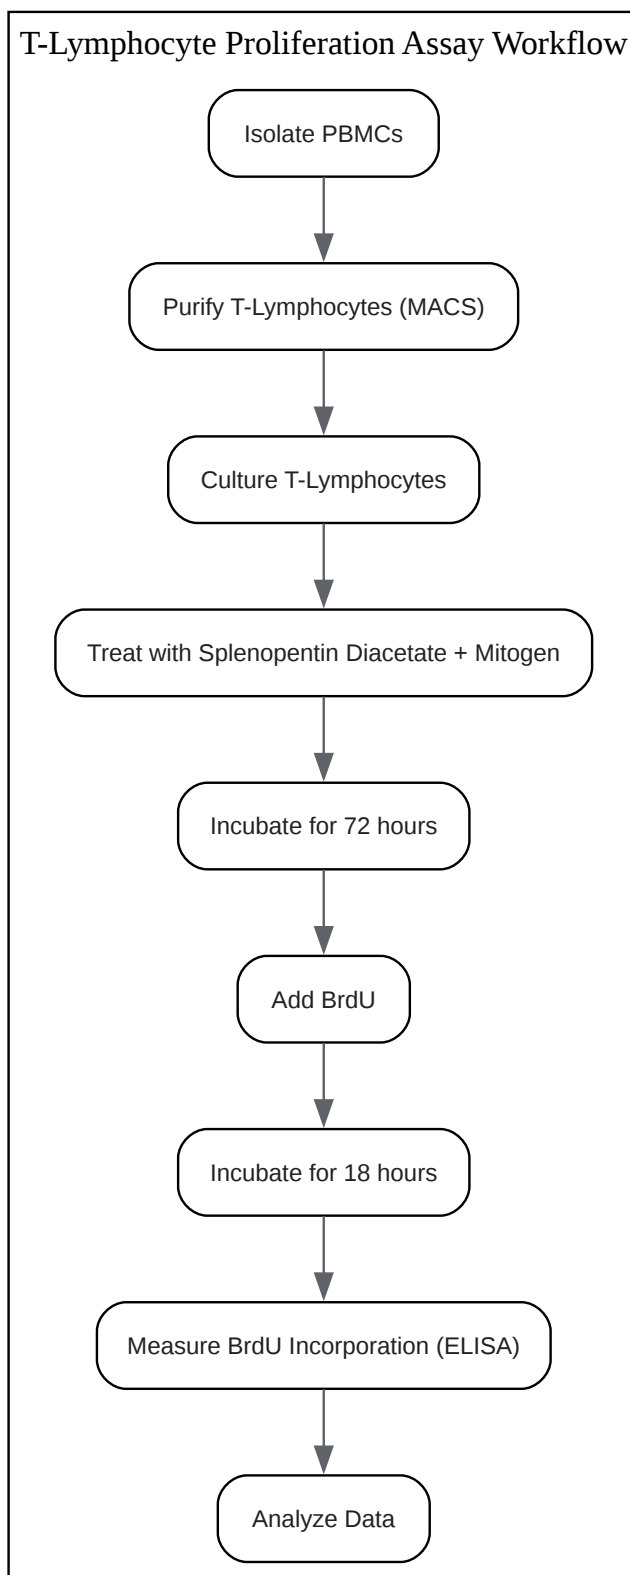 T-Lymphocyte Proliferation Assay Workflow
Isolate PBMCs
Purify T-Lymphocytes (MACS)
Culture T-Lymphocytes
Treat with Splenopentin Diacetate + Mitogen
Incubate for 72 hours
Add BrdU
Incubate for 18 hours
Measure BrdU Incorporation (ELISA)
Analyze Data